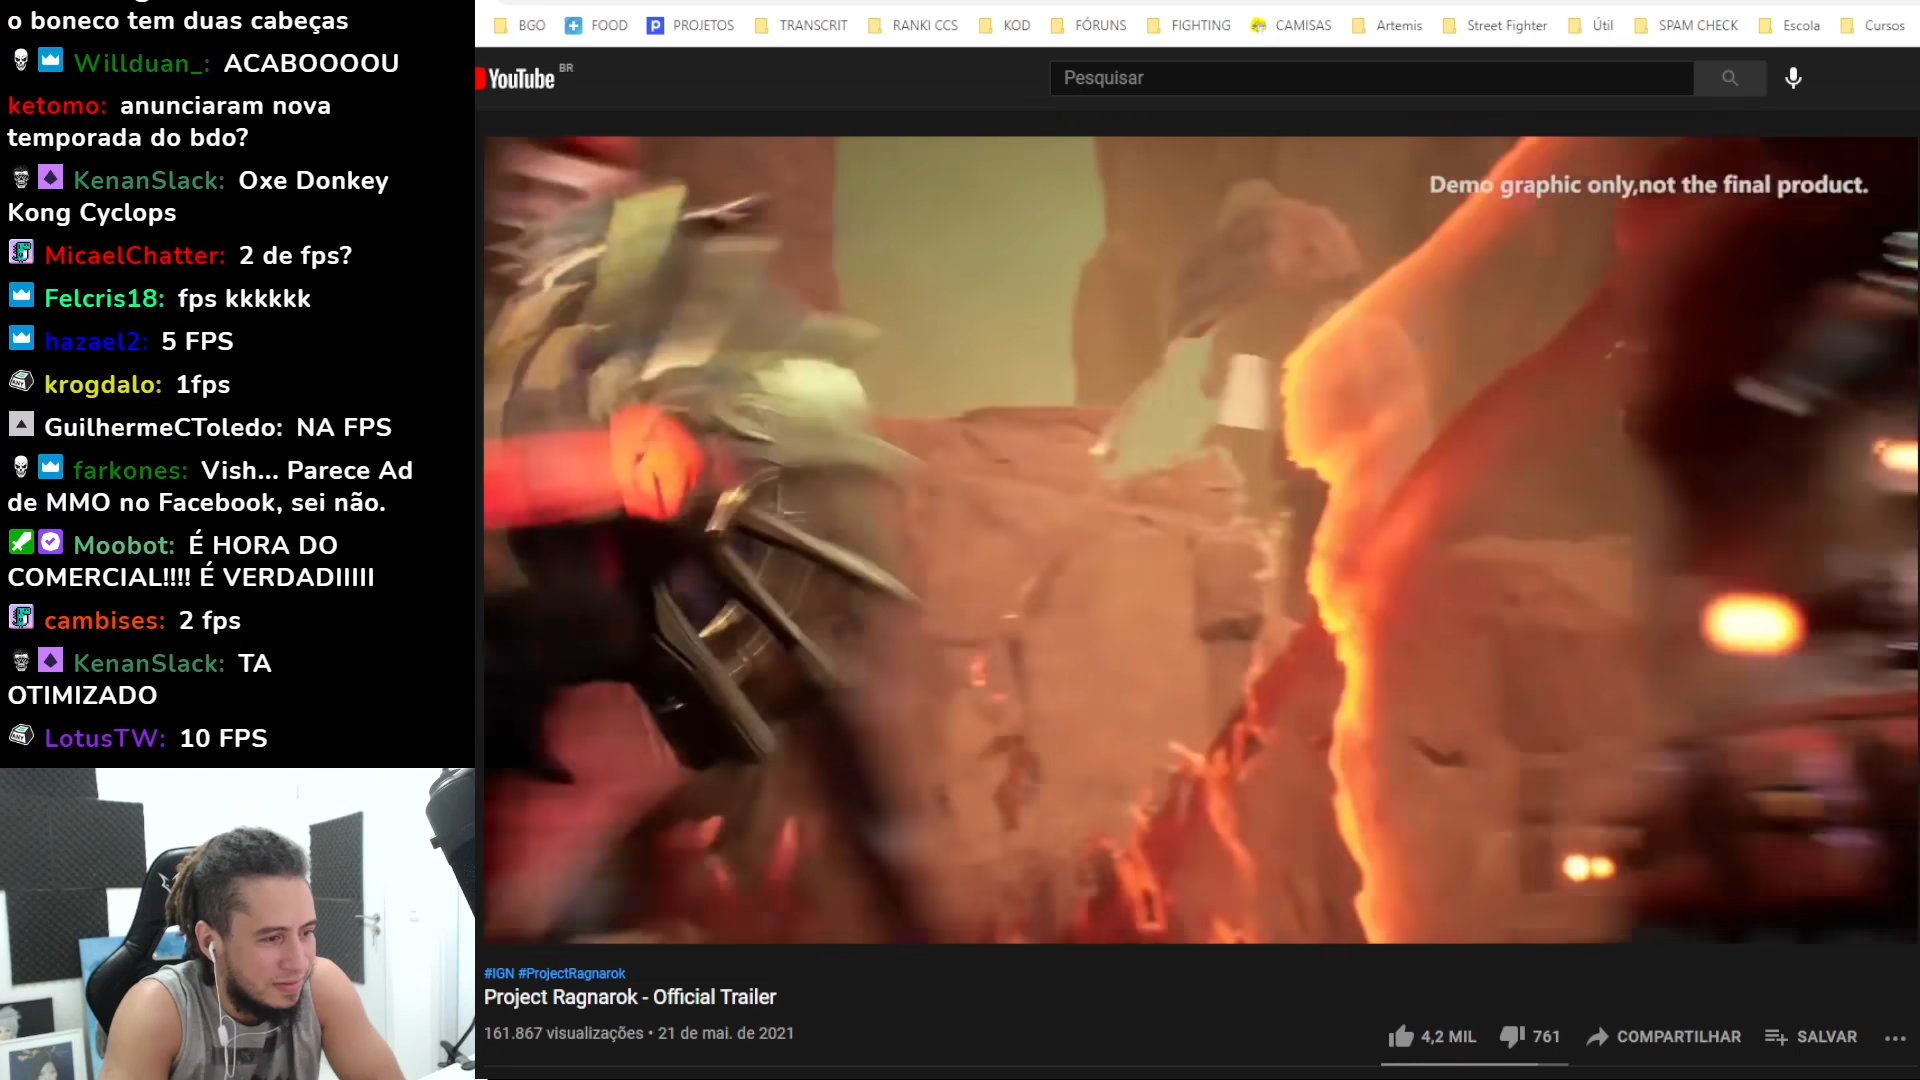 o boneco tem duas cabeças
Willduan_: ACABOOOOU
ketomo: anunciaram nova
temporada do bdo?
KenanSlack: Oxe Donkey
Kong Cyclops
MicaelChatter: 2 de fps?
Felcris18: fps kkkkkk
hazael2: 5 FPS
krogdalo: 1fps
GuilhermeCToledo: NA FPS
farkones: Vish... Parece Ad
de MMO no Facebook, sei não.
Moobot: É HORA DO
COMERCIAL!!!! É VERDADIIIII
cambises: 2 fps
KenanSlack: TA
OTIMIZADO
LotusTW: 10 FPS
BGO FOOD PROJETOS TRANSCRIT RANKI CCS KOD FÓRUNS FIGHTING CAMISAS Artemis Street Fighter Útil SPAM CHECK Escola Cursos
YouTube BR
Pesquisar
Demo graphic only,not the final product.
#IGN #ProjectRagnarok
Project Ragnarok - Official Trailer
161.867 visualizações • 21 de mai. de 2021
4,2 MIL 761 COMPARTILHAR SALVAR